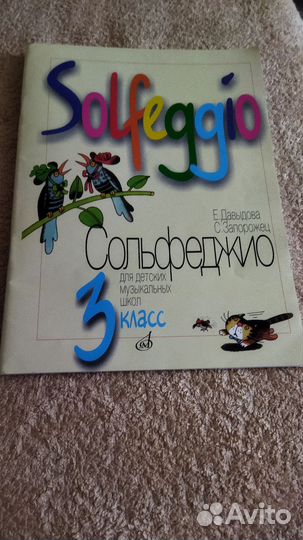 Solfeggio
Е. Давыдова
С. Запорожец
Сольфеджио
для детских
музыкальных
школ
3 класс
Avito